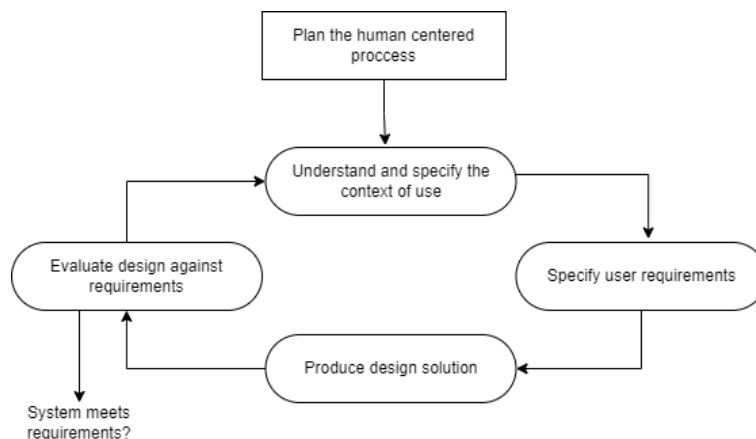 Plan the human centered
proccess
Understand and specify the
context of use
Evaluate design against
requirements
Specify user requirements
Produce design solution
System meets
requirements?